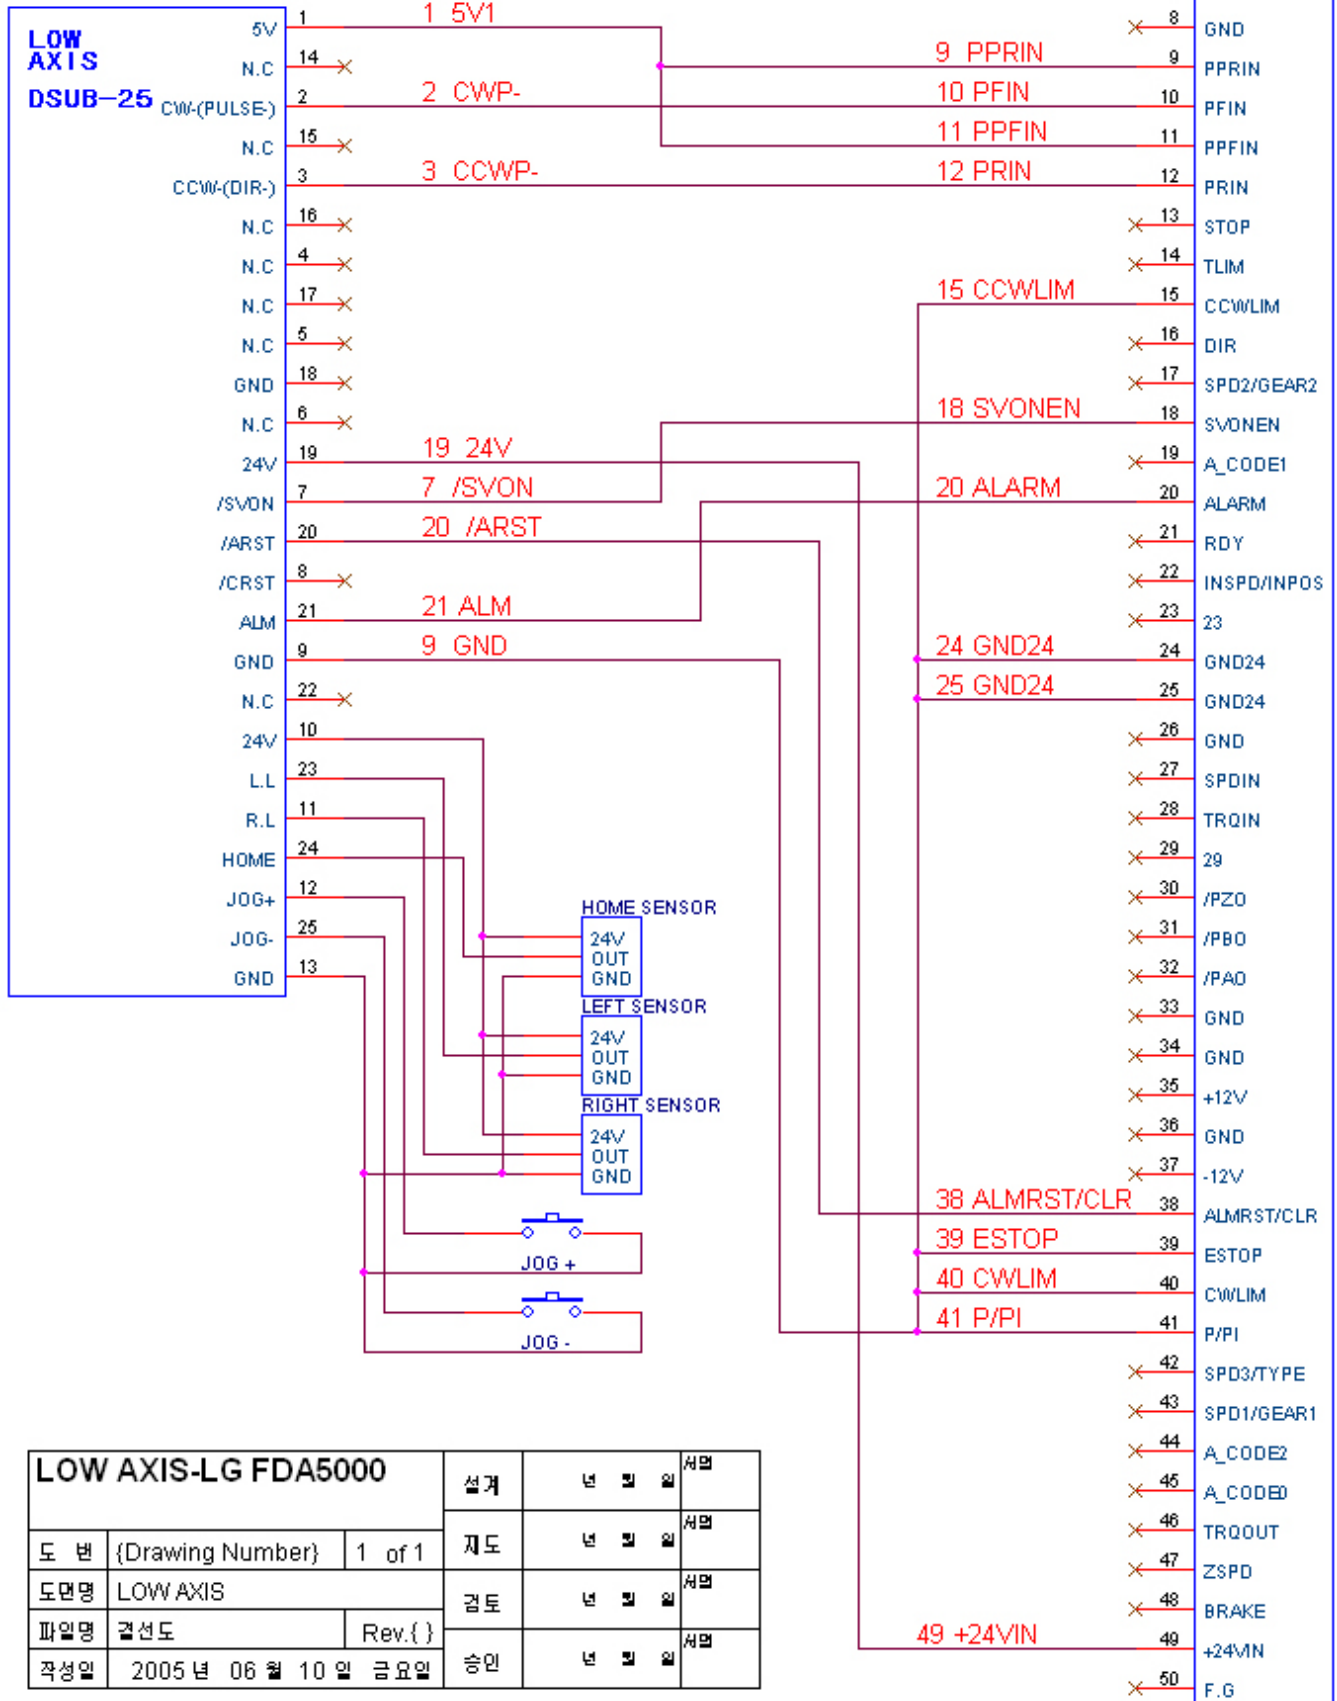 LOW
AXIS
DSUB-25
5V 1
N.C 14
CW-(PULSE-) 2
N.C 15
CCW-(DIR-) 3
N.C 16
N.C 4
N.C 17
N.C 5
GND 18
N.C 6
24V 19
/SVON 7
/ARST 20
/CRST 8
ALM 21
GND 9
N.C 22
24V 10
L.L 23
R.L 11
HOME 24
JOG+ 12
JOG- 25
GND 13
1 5V1
2 CWP-
3 CCWP-
19 24V
7 /SVON
20 /ARST
21 ALM
9 GND
HOME SENSOR
24V
OUT
GND
LEFT SENSOR
24V
OUT
GND
RIGHT SENSOR
24V
OUT
GND
JOG +
JOG -
9 PPRIN
10 PFIN
11 PPFIN
12 PRIN
15 CCWLIM
18 SVONEN
20 ALARM
24 GND24
25 GND24
38 ALMRST/CLR
39 ESTOP
40 CWLIM
41 P/PI
49 +24VIN
8 GND
9 PPRIN
10 PFIN
11 PPFIN
12 PRIN
13 STOP
14 TLIM
15 CCWLIM
16 DIR
17 SPD2/GEAR2
18 SVONEN
19 A_CODE1
20 ALARM
21 RDY
22 INSPD/INPOS
23 23
24 GND24
25 GND24
26 GND
27 SPDIN
28 TRQIN
29 29
30 /PZO
31 /PBO
32 /PAO
33 GND
34 GND
35 +12V
36 GND
37 -12V
38 ALMRST/CLR
39 ESTOP
40 CWLIM
41 P/PI
42 SPD3/TYPE
43 SPD1/GEAR1
44 A_CODE2
45 A_CODE0
46 TRQOUT
47 ZSPD
48 BRAKE
49 +24VIN
50 F.G
LOW AXIS-LG FDA5000
도 번 {Drawing Number} 1 of 1
도면명 LOW AXIS
파일명 결선도 Rev.{ }
작성일 2005 년 06 월 10 일 금요일
설계 년 월 일 서명
제도 년 월 일 서명
검토 년 월 일 서명
승인 년 월 일 서명